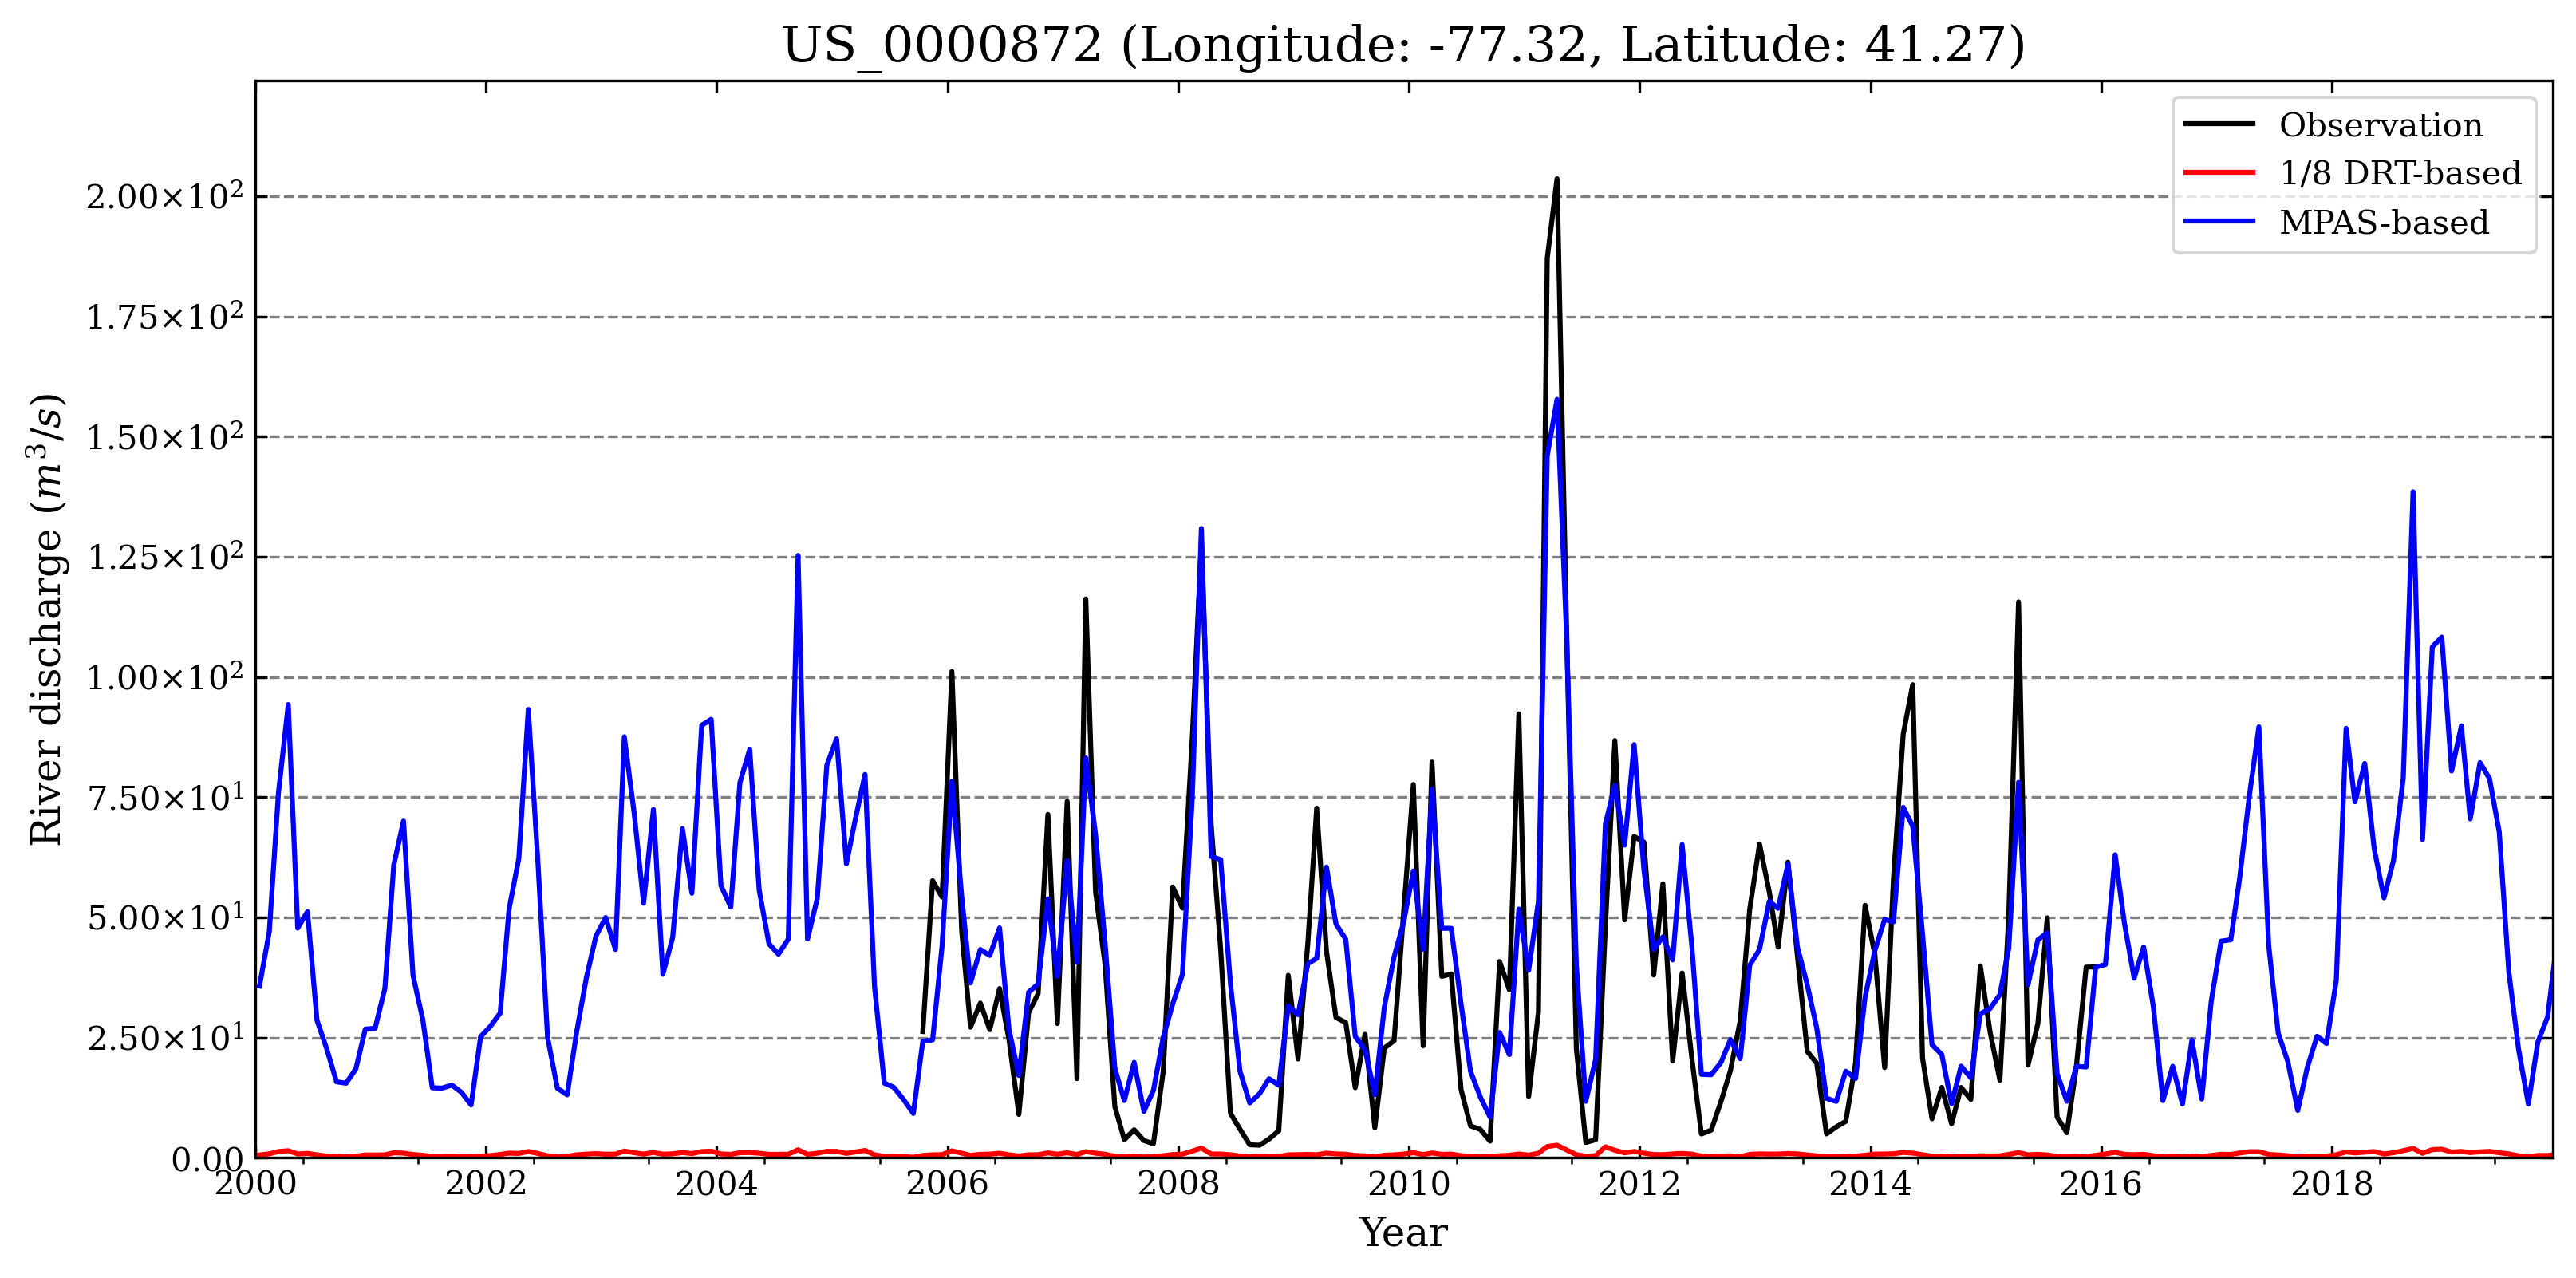 US_0000872 (Longitude: -77.32, Latitude: 41.27)
Observation
1/8 DRT-based
MPAS-based
River discharge (m³/s)
2.00×10²
1.75×10²
1.50×10²
1.25×10²
1.00×10²
7.50×10¹
5.00×10¹
2.50×10¹
0.00
2000 2002 2004 2006 2008 2010 2012 2014 2016 2018
Year